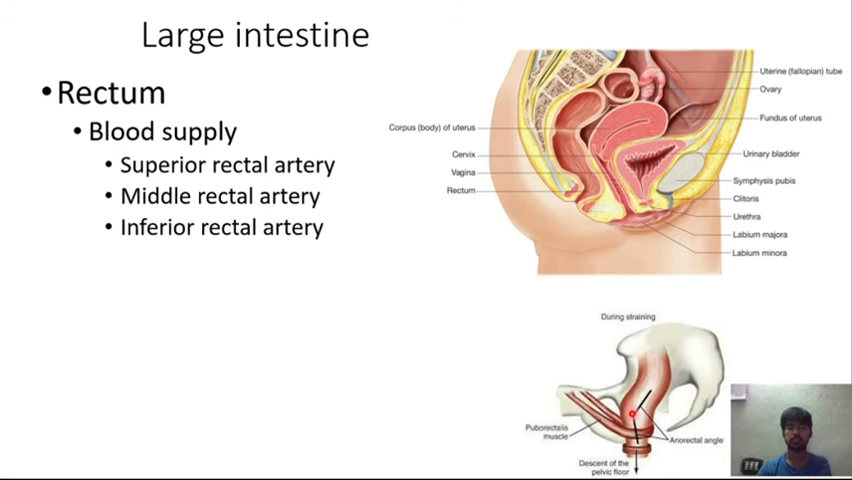 Large intestine
•Rectum
• Blood supply
• Superior rectal artery
• Middle rectal artery
• Inferior rectal artery
Corpus (body) of uterus
Cervix
Vagina
Rectum
Uterine (fallopian) tube
Ovary
Fundus of uterus
Urinary bladder
Symphysis pubis
Clitoris
Urethra
Labium majora
Labium minora
During straining
Puborectalis
muscle
Anorectal angle
Descent of the
pelvic floor